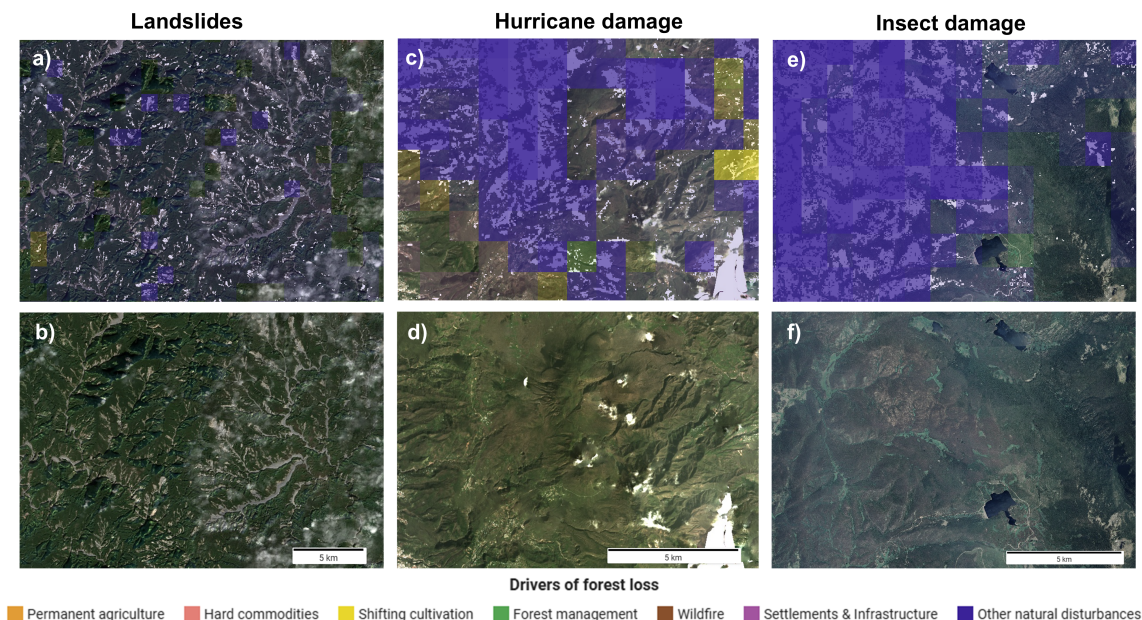 Landslides
Hurricane damage
Insect damage
a)
c)
e)
b)
d)
f)
5 km
5 km
5 km
Drivers of forest loss
Permanent agriculture
Hard commodities
Shifting cultivation
Forest management
Wildfire
Settlements & Infrastructure
Other natural disturbances